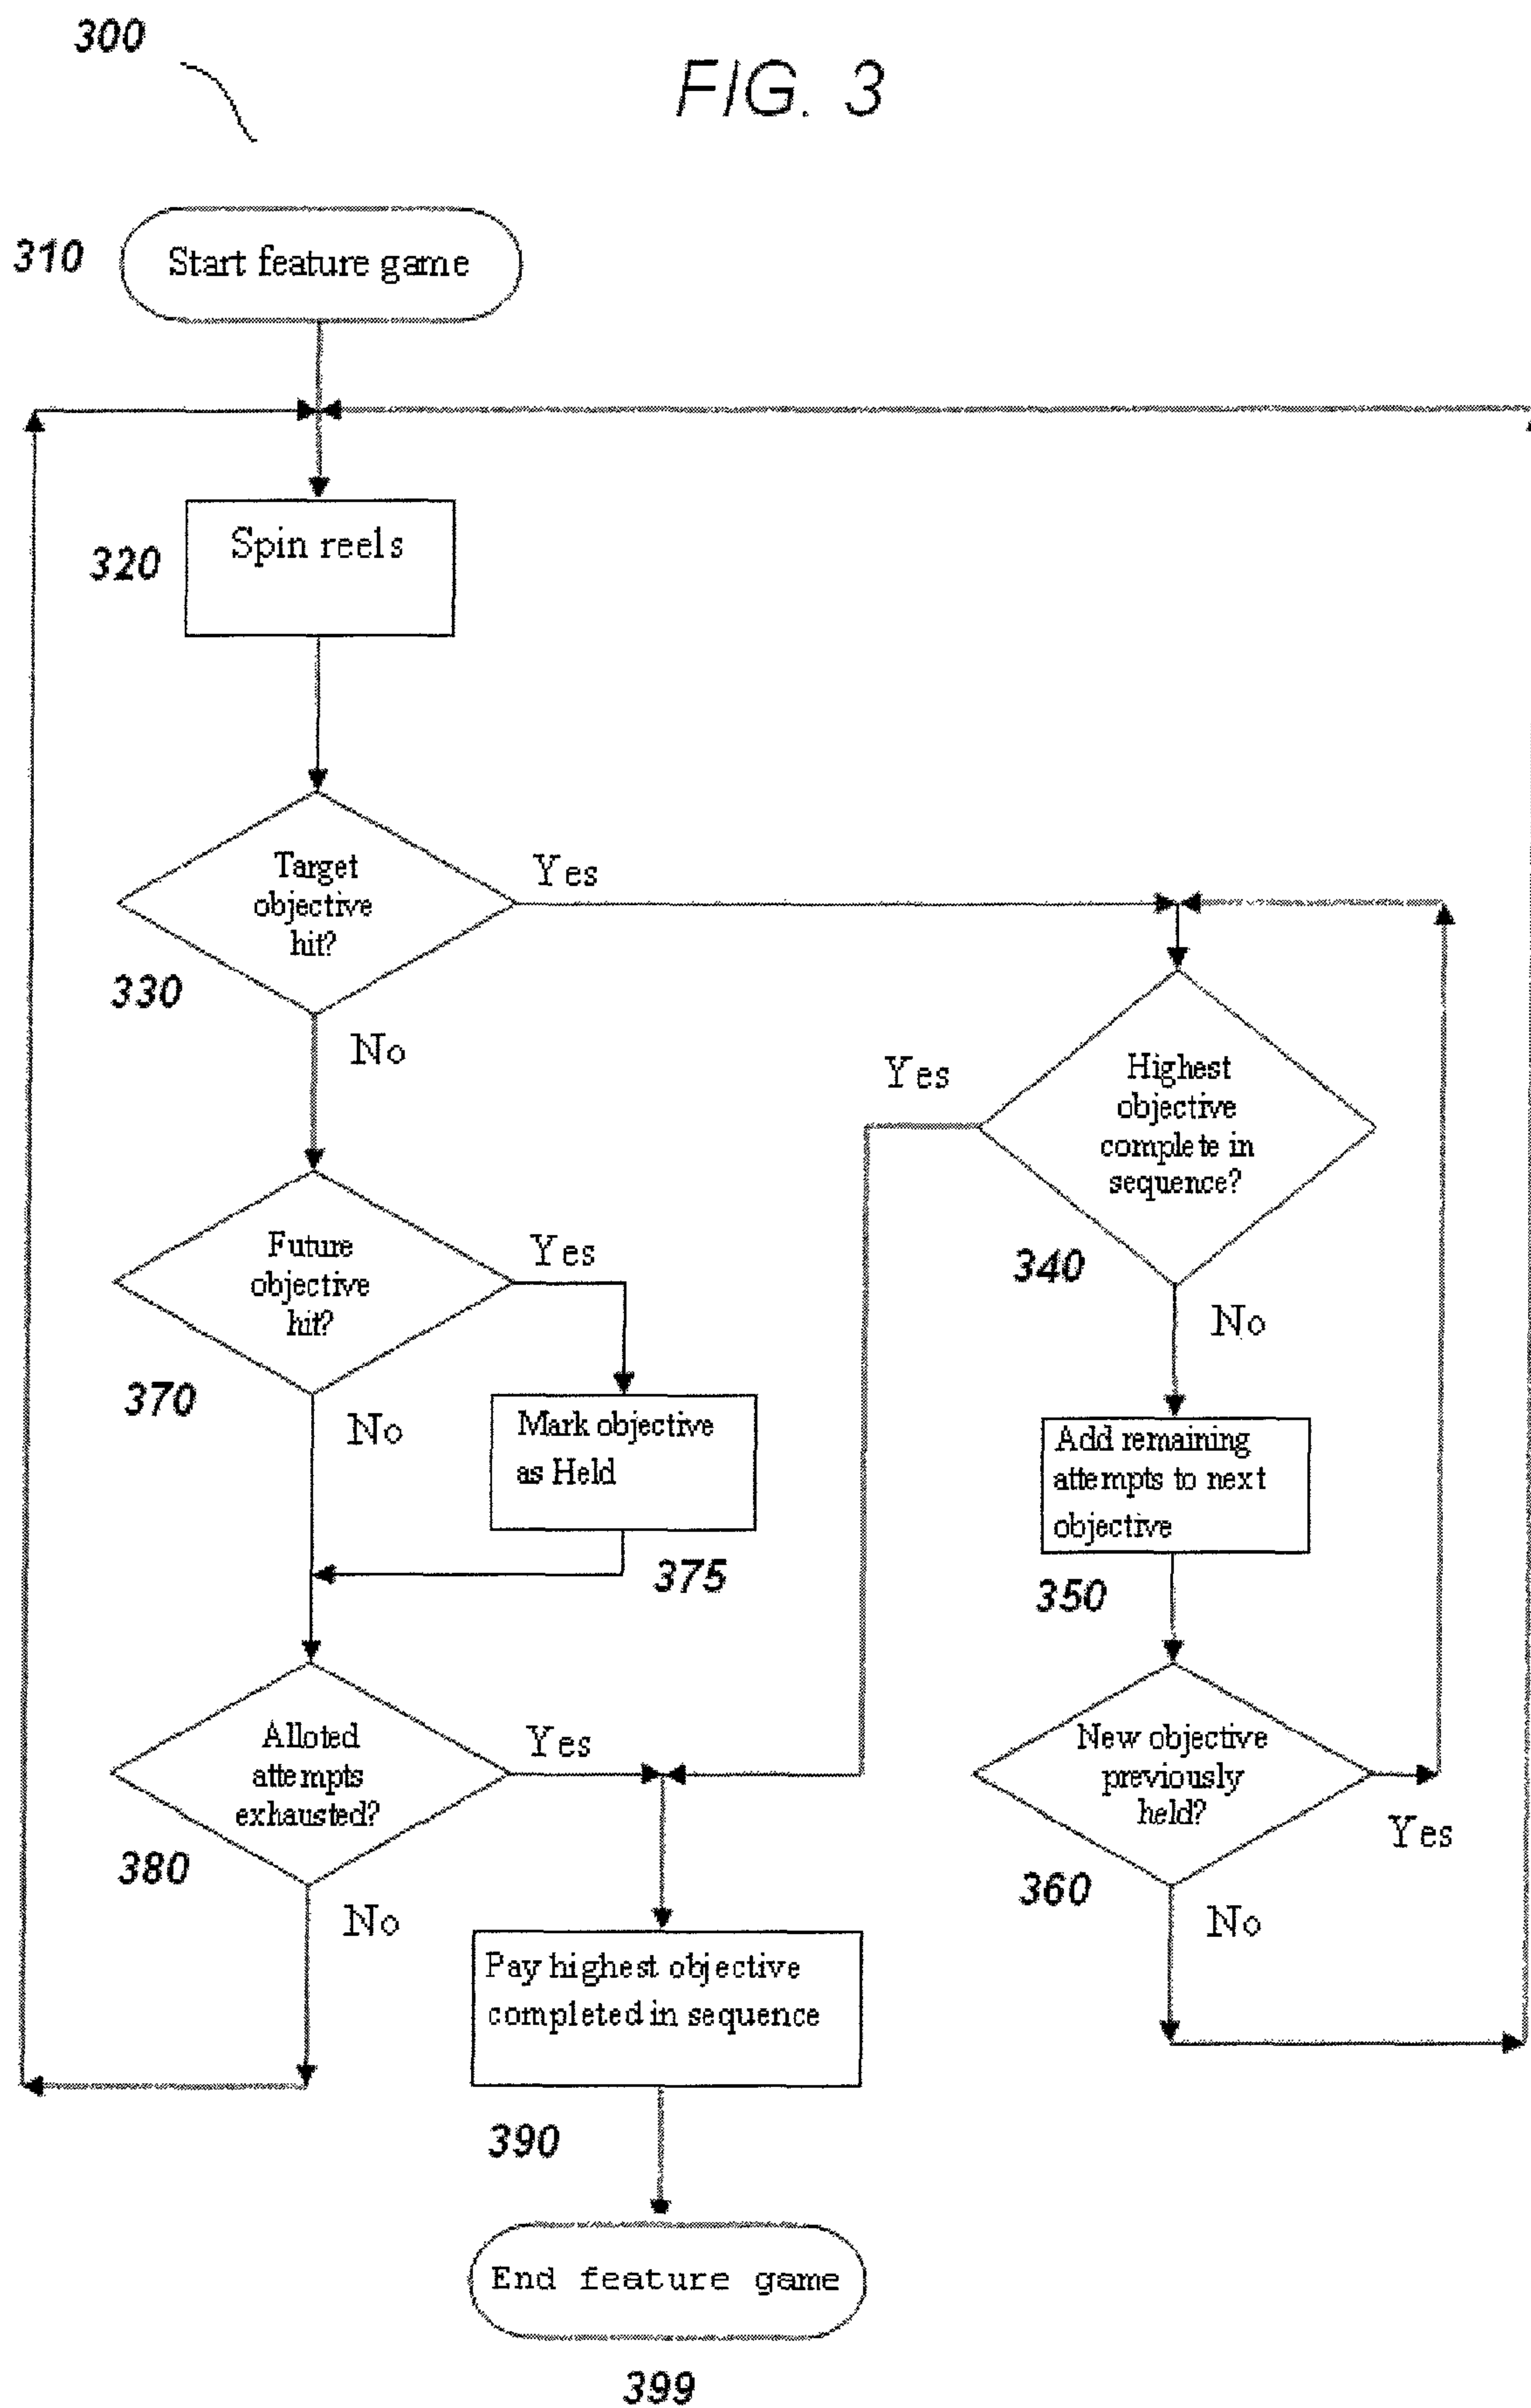 300
FIG. 3
310
Start feature game
Spin reels
320
Target
objective
hit?
Yes
330
No
Highest
objective
complete in
sequence?
Yes
340
No
Future
objective
hit?
Yes
370
No
Mark objective
as Held
375
Add remaining
attempts to next
objective
350
Alloted
attempts
exhausted?
Yes
380
No
New objective
previously
held?
Yes
360
No
Pay highest objective
completed in sequence
390
End feature game
399